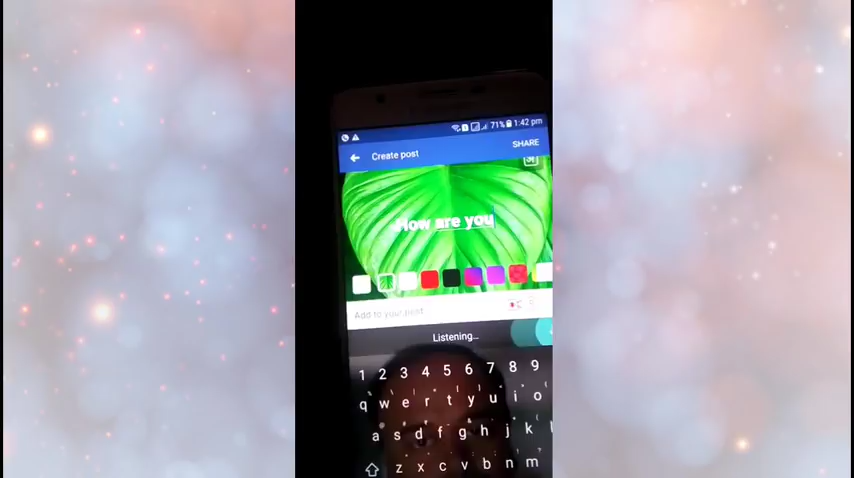 71% 1:42 pm
Create post
SHARE
How are you
Add to your post
Listening...
1 2 3 4 5 6 7 8 9
q w e r t y u i o
a s d f g h j k l
z x c v b n m